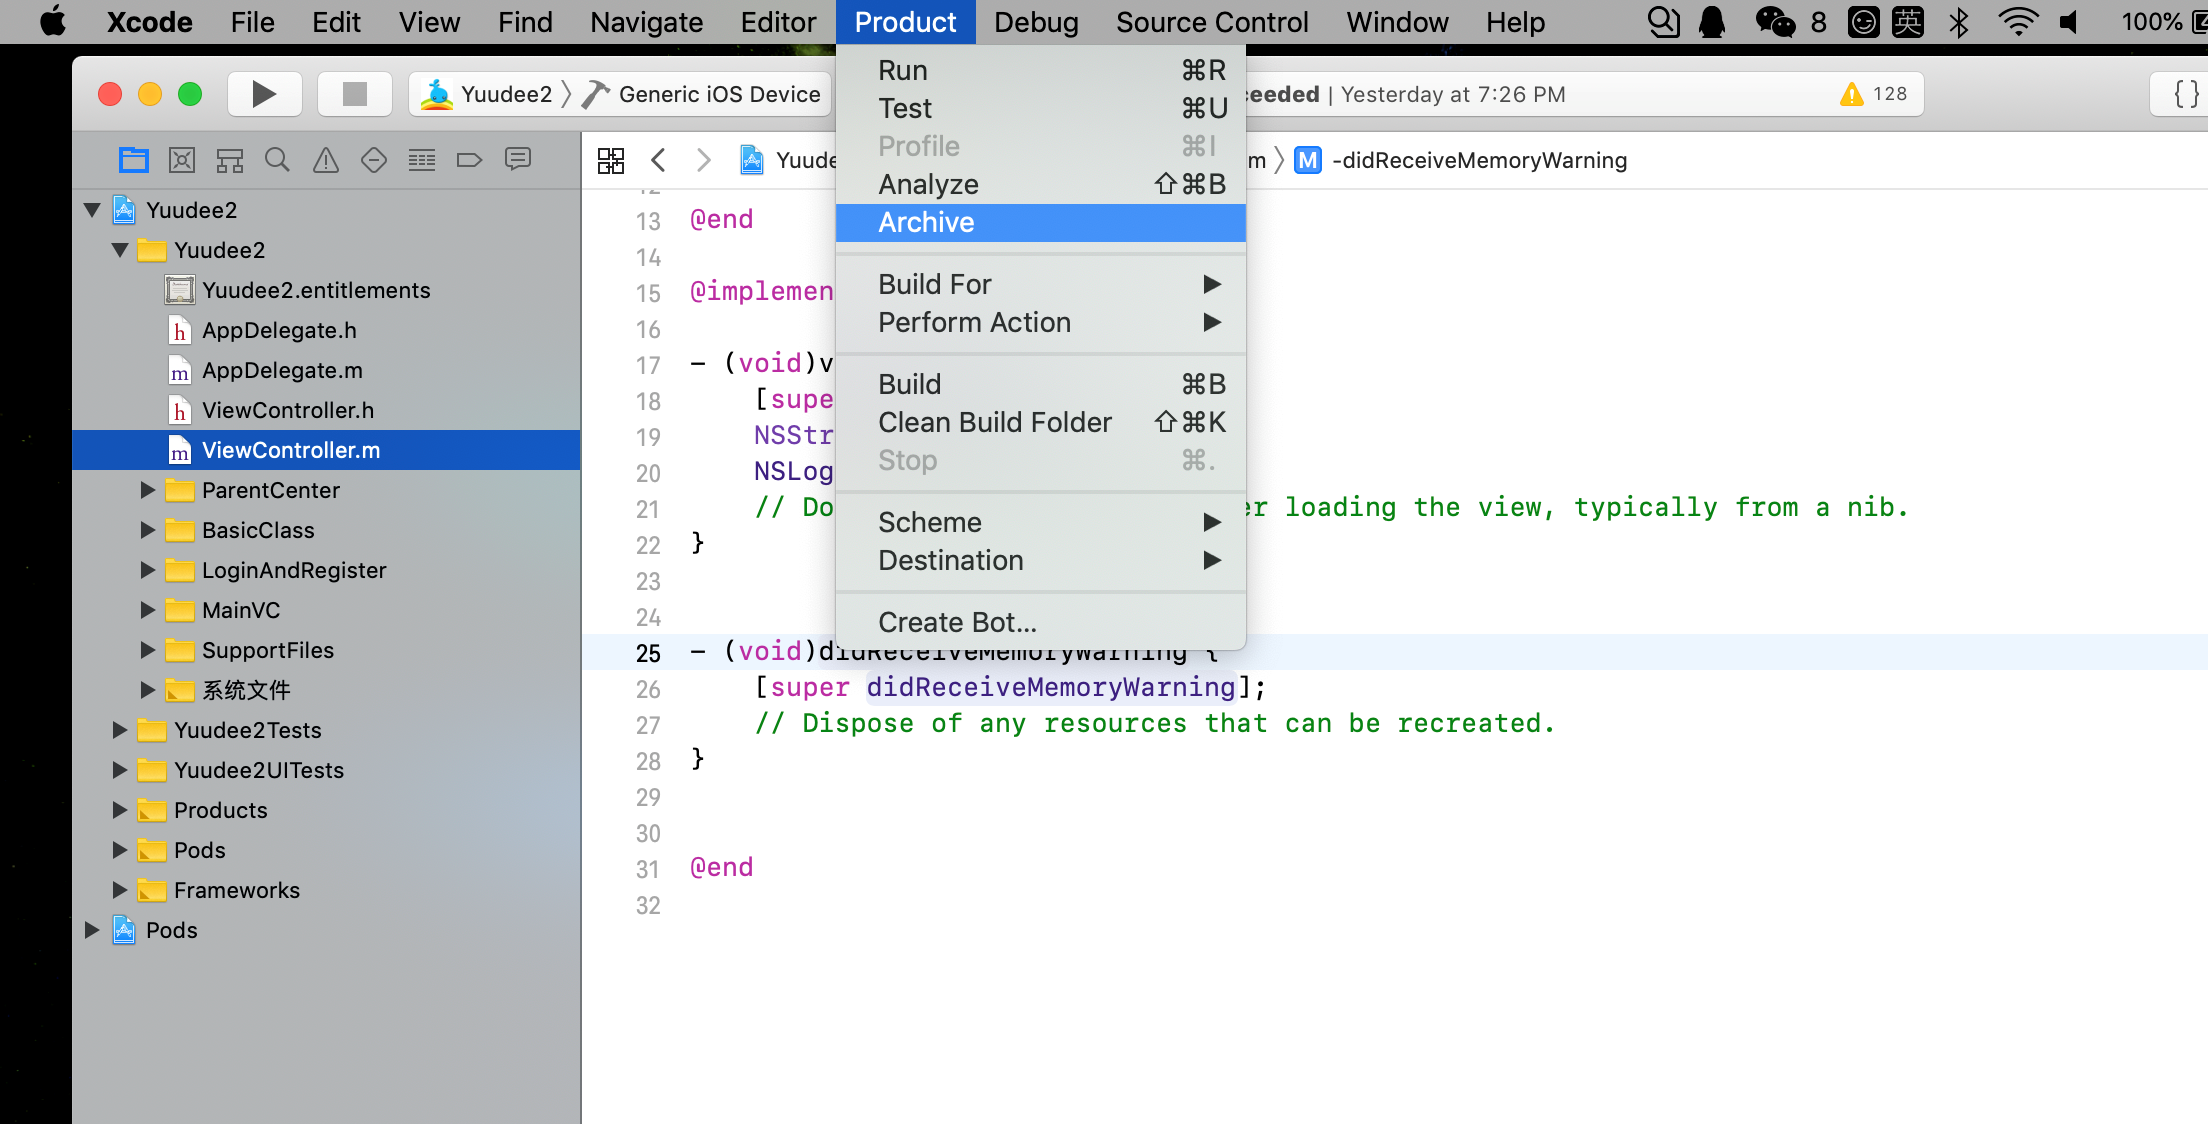 Xcode File Edit View Find Navigate Editor Product Debug Source Control Window Help 8 英 100%
Yuudee2 Generic iOS Device ceeded | Yesterday at 7:26 PM 128 {}
Yuude m M -didReceiveMemoryWarning
Run ⌘R
Test ⌘U
Profile ⌘I
Analyze ⇧⌘B
Archive
Build For
Perform Action
Build ⌘B
Clean Build Folder ⇧⌘K
Stop ⌘.
Scheme
Destination
Create Bot...
Yuudee2
Yuudee2
Yuudee2.entitlements
h AppDelegate.h
m AppDelegate.m
h ViewController.h
m ViewController.m
ParentCenter
BasicClass
LoginAndRegister
MainVC
SupportFiles
系统文件
Yuudee2Tests
Yuudee2UITests
Products
Pods
Frameworks
Pods
12
13 @end
14
15 @implemen
16
17 - (void)v
18 [supe
19 NSStr
20 NSLog
21 // Do er loading the view, typically from a nib.
22 }
23
24
25 - (void)didReceiveMemoryWarning {
26 [super didReceiveMemoryWarning];
27 // Dispose of any resources that can be recreated.
28 }
29
30
31 @end
32